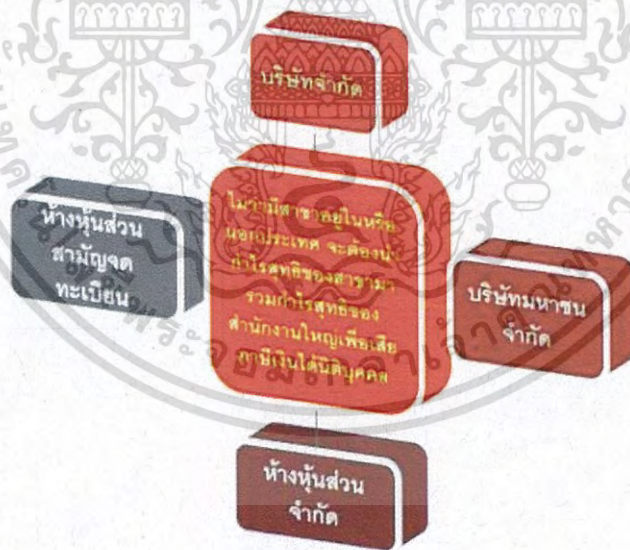 บริษัทจำกัด
ห้างหุ้นส่วน
สามัญจด
ทะเบียน
ไม่ว่ามีสาขาอยู่ในหรือ
นอกประเทศ จะต้องนำ
กำไรสุทธิของสาขามา
รวมกำไรสุทธิของ
สำนักงานใหญ่เพื่อเสีย
ภาษีเงินได้นิติบุคคล
บริษัทมหาชน
จำกัด
ห้างหุ้นส่วน
จำกัด